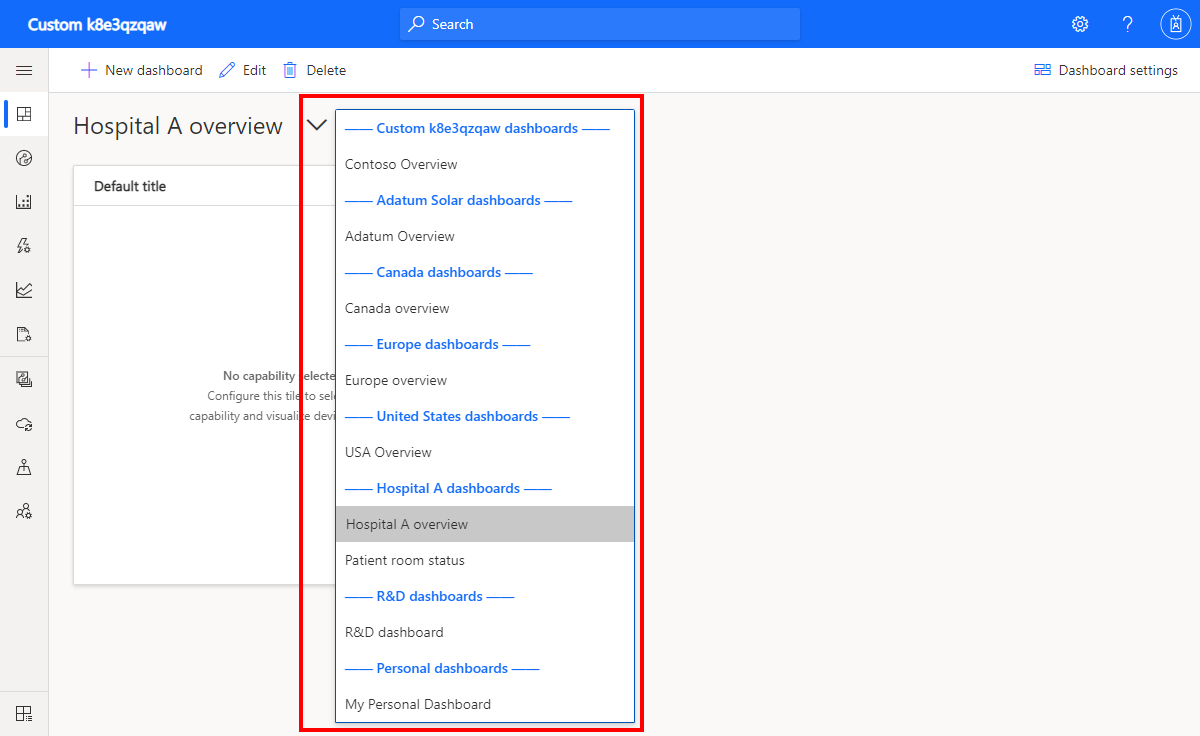 Custom k8e3qzqaw
Search
?
New dashboard
Edit
Delete
Dashboard settings
Hospital A overview
Default title
No capability selecte
Configure this tile to sele
capability and visualize devi
—— Custom k8e3qzqaw dashboards ——
Contoso Overview
—— Adatum Solar dashboards ——
Adatum Overview
—— Canada dashboards ——
Canada overview
—— Europe dashboards ——
Europe overview
—— United States dashboards ——
USA Overview
—— Hospital A dashboards ——
Hospital A overview
Patient room status
—— R&D dashboards ——
R&D dashboard
—— Personal dashboards ——
My Personal Dashboard